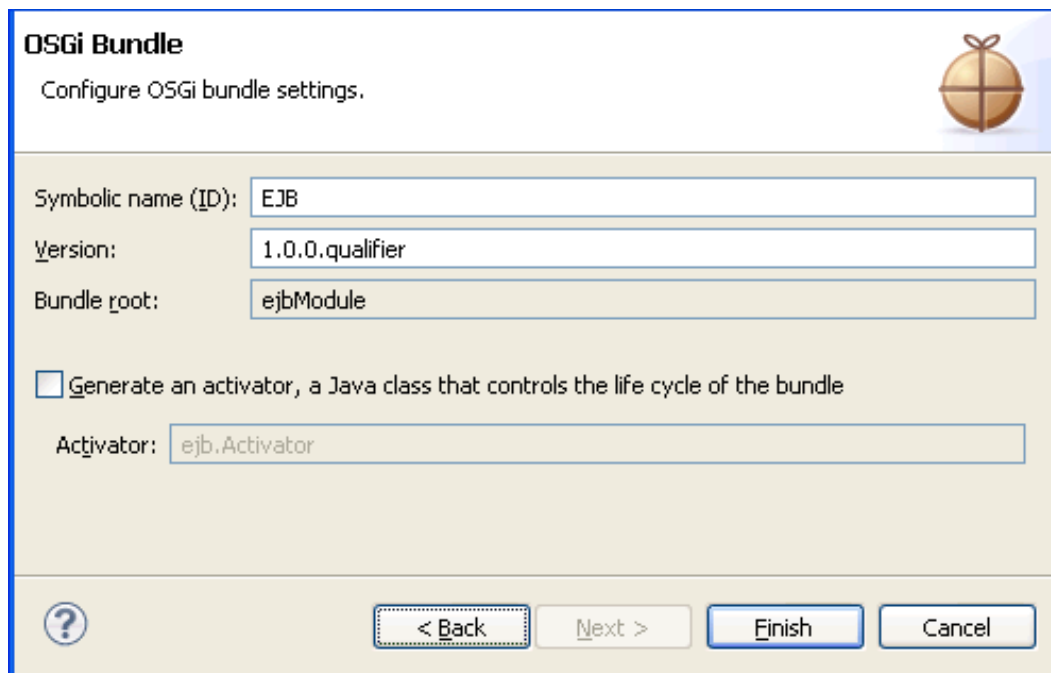 OSGi Bundle
Configure OSGi bundle settings.
Symbolic name (ID): EJB
Version: 1.0.0.qualifier
Bundle root: ejbModule
Generate an activator, a Java class that controls the life cycle of the bundle
Activator: ejb.Activator
? < Back Next > Finish Cancel